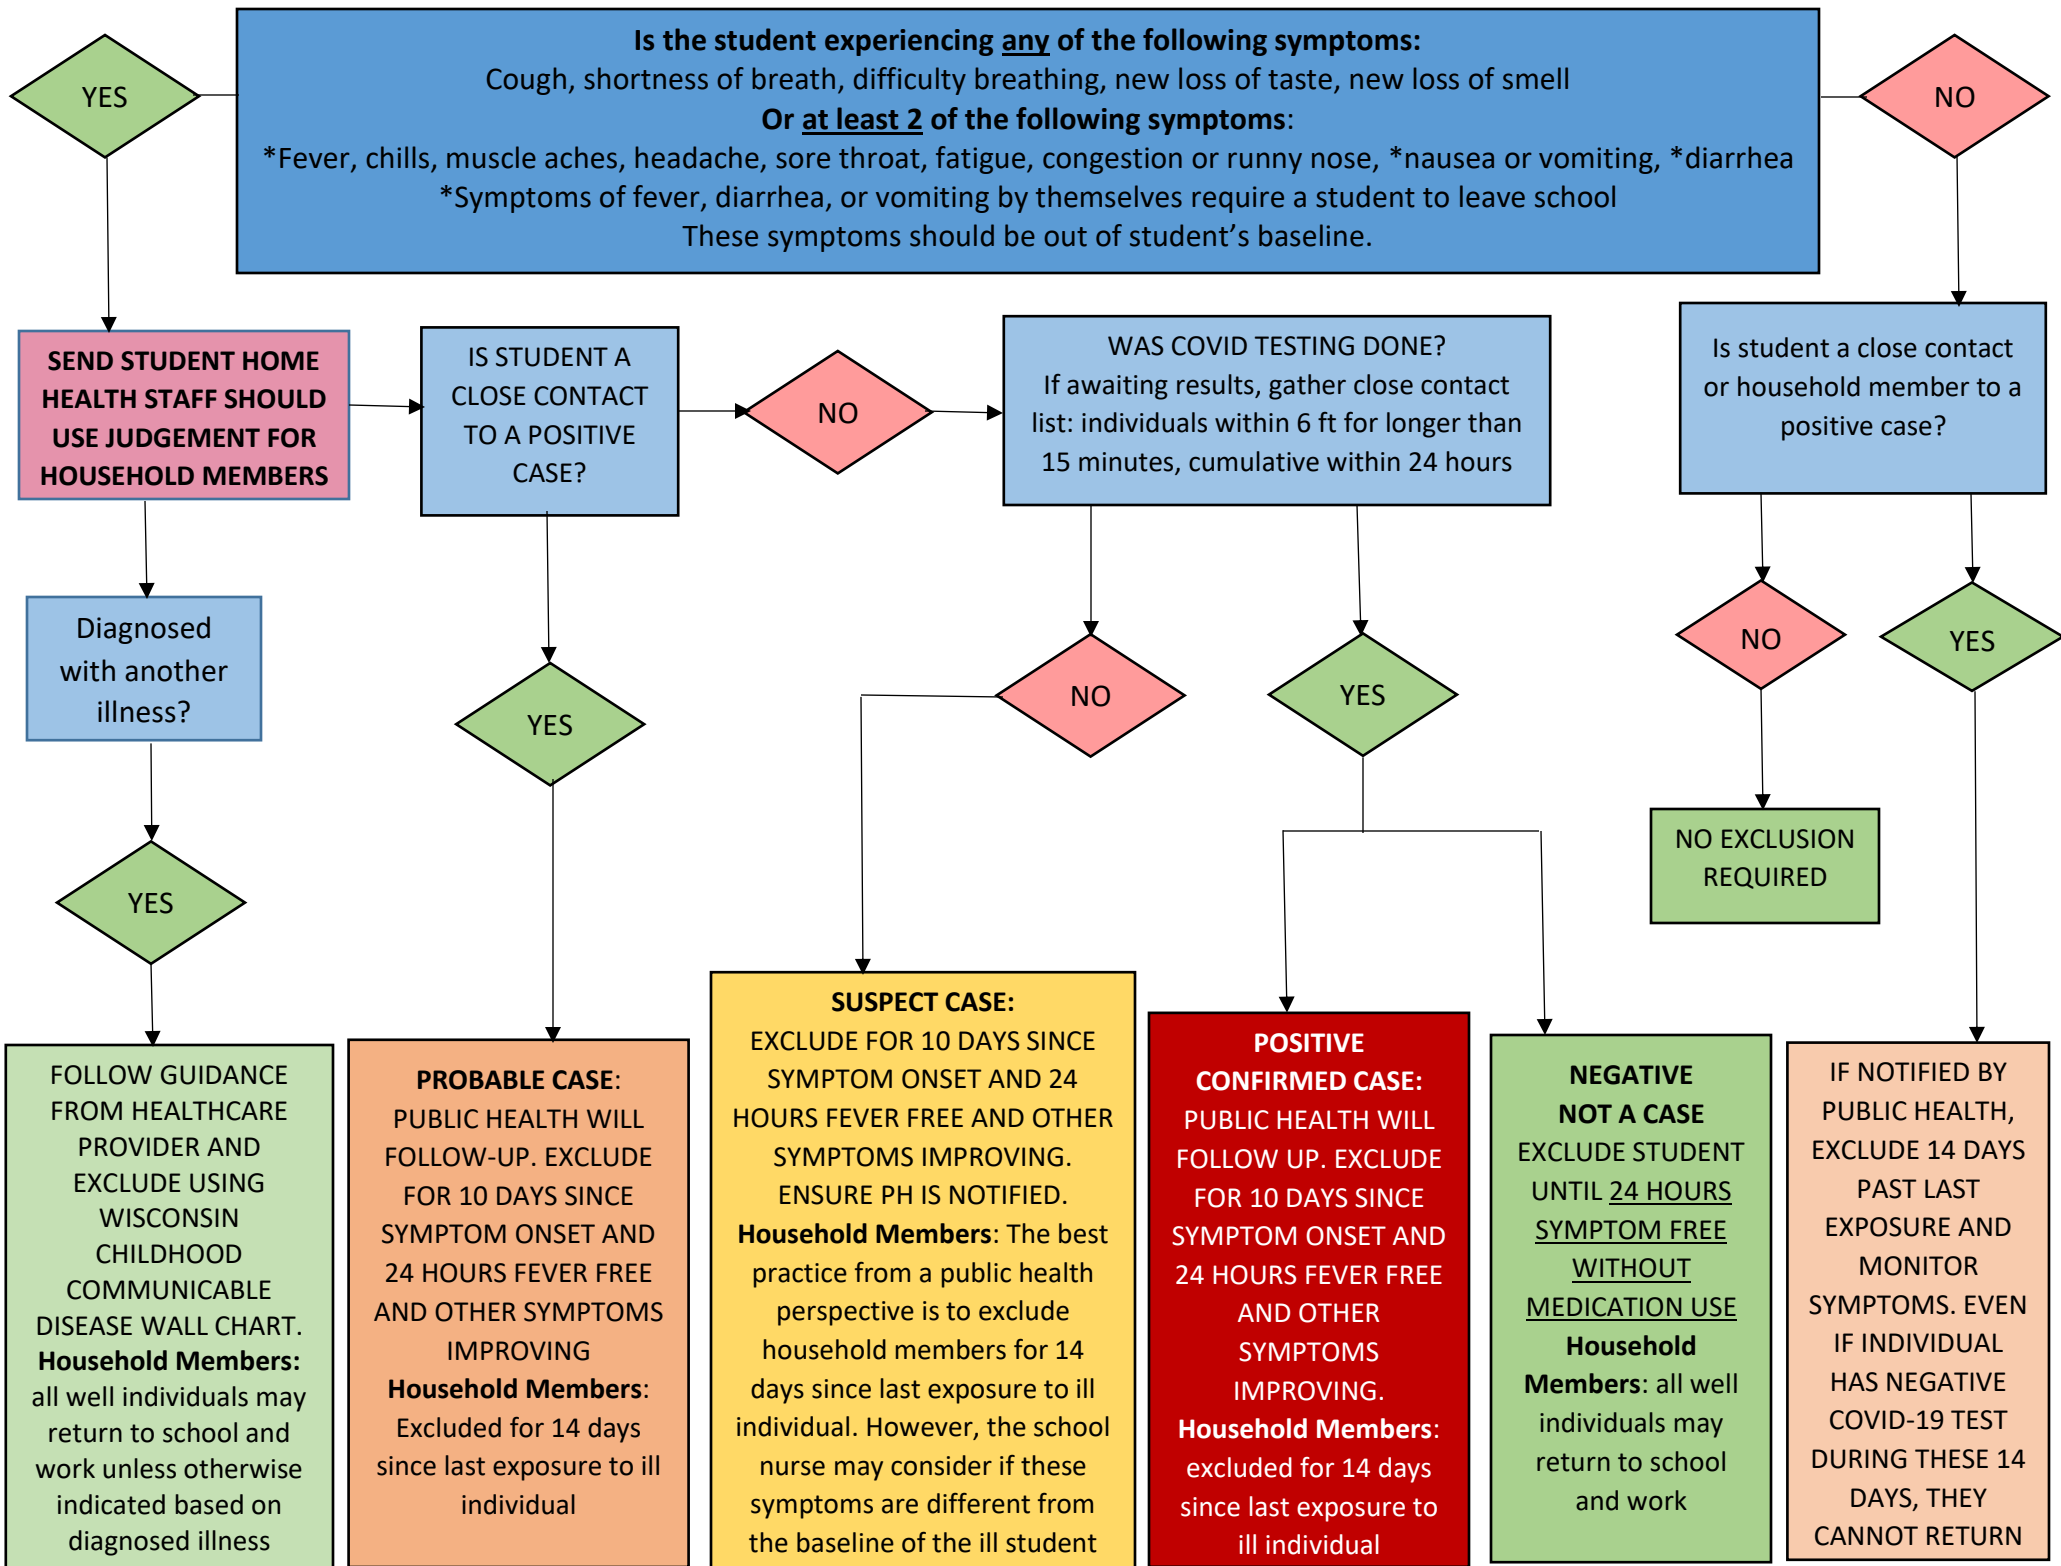 Is the student experiencing any of the following symptoms:
Cough, shortness of breath, difficulty breathing, new loss of taste, new loss of smell
Or at least 2 of the following symptoms:
*Fever, chills, muscle aches, headache, sore throat, fatigue, congestion or runny nose, *nausea or vomiting, *diarrhea
*Symptoms of fever, diarrhea, or vomiting by themselves require a student to leave school
These symptoms should be out of student’s baseline.
YES
NO
SEND STUDENT HOME
HEALTH STAFF SHOULD
USE JUDGEMENT FOR
HOUSEHOLD MEMBERS
IS STUDENT A
CLOSE CONTACT
TO A POSITIVE
CASE?
NO
WAS COVID TESTING DONE?
If awaiting results, gather close contact
list: individuals within 6 ft for longer than
15 minutes, cumulative within 24 hours
Is student a close contact
or household member to a
positive case?
Diagnosed
with another
illness?
YES
NO
YES
NO
YES
YES
NO EXCLUSION
REQUIRED
FOLLOW GUIDANCE
FROM HEALTHCARE
PROVIDER AND
EXCLUDE USING
WISCONSIN
CHILDHOOD
COMMUNICABLE
DISEASE WALL CHART.
Household Members:
all well individuals may
return to school and
work unless otherwise
indicated based on
diagnosed illness
PROBABLE CASE:
PUBLIC HEALTH WILL
FOLLOW-UP. EXCLUDE
FOR 10 DAYS SINCE
SYMPTOM ONSET AND
24 HOURS FEVER FREE
AND OTHER SYMPTOMS
IMPROVING
Household Members:
Excluded for 14 days
since last exposure to ill
individual
SUSPECT CASE:
EXCLUDE FOR 10 DAYS SINCE
SYMPTOM ONSET AND 24
HOURS FEVER FREE AND OTHER
SYMPTOMS IMPROVING.
ENSURE PH IS NOTIFIED.
Household Members: The best
practice from a public health
perspective is to exclude
household members for 14
days since last exposure to ill
individual. However, the school
nurse may consider if these
symptoms are different from
the baseline of the ill student
POSITIVE
CONFIRMED CASE:
PUBLIC HEALTH WILL
FOLLOW UP. EXCLUDE
FOR 10 DAYS SINCE
SYMPTOM ONSET AND
24 HOURS FEVER FREE
AND OTHER
SYMPTOMS
IMPROVING.
Household Members:
excluded for 14 days
since last exposure to
ill individual
NEGATIVE
NOT A CASE
EXCLUDE STUDENT
UNTIL 24 HOURS
SYMPTOM FREE
WITHOUT
MEDICATION USE
Household
Members: all well
individuals may
return to school
and work
IF NOTIFIED BY
PUBLIC HEALTH,
EXCLUDE 14 DAYS
PAST LAST
EXPOSURE AND
MONITOR
SYMPTOMS. EVEN
IF INDIVIDUAL
HAS NEGATIVE
COVID-19 TEST
DURING THESE 14
DAYS, THEY
CANNOT RETURN